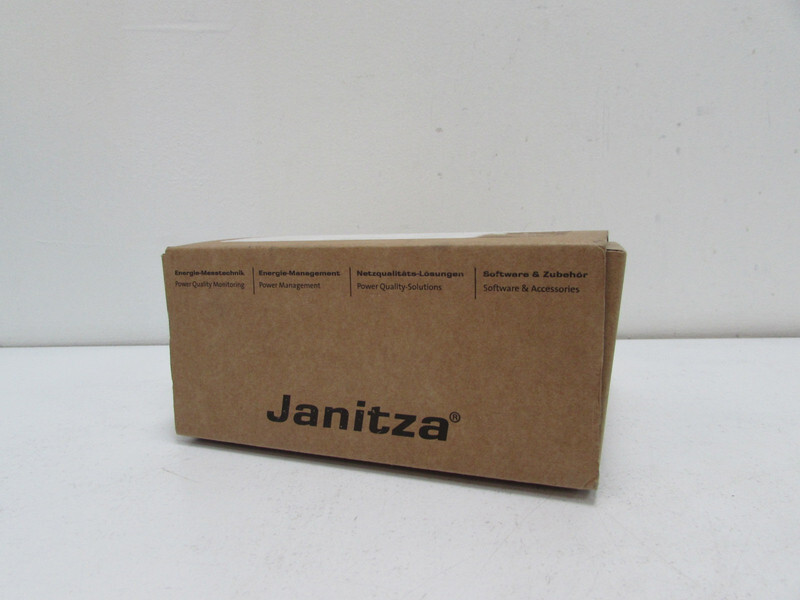 Energie-Messtechnik
Power Quality Monitoring
Energie-Management
Power Management
Netzqualitäts-Lösungen
Power Quality-Solutions
Software & Zubehör
Software & Accessories
Janitza®